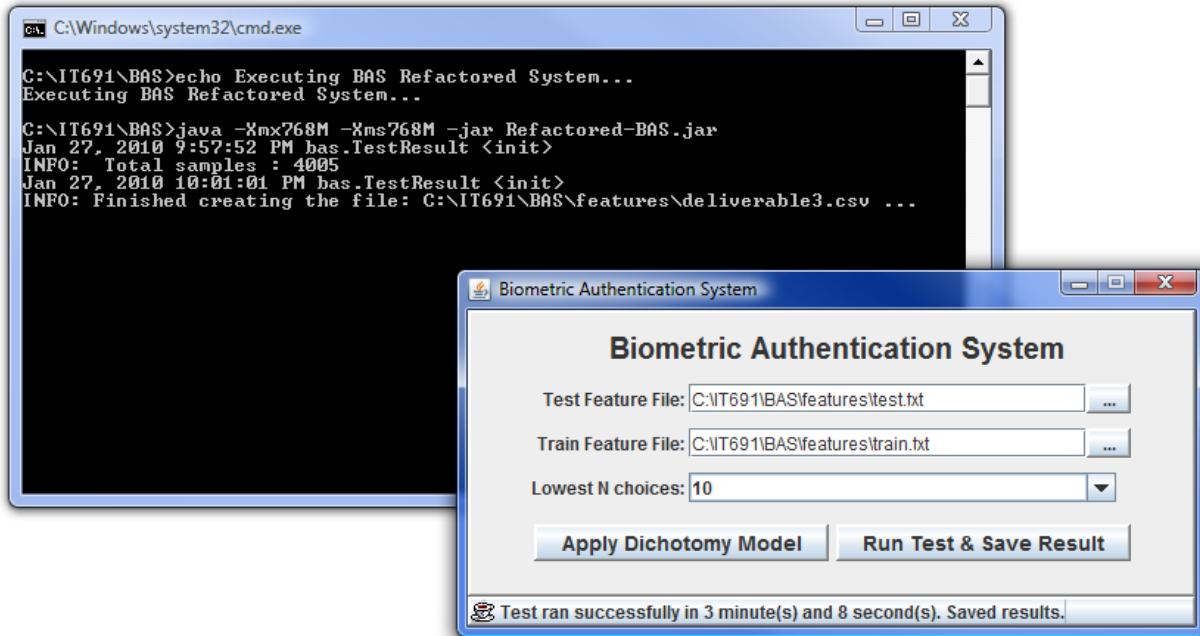 C:\Windows\system32\cmd.exe
C:\IT691\BAS>echo Executing BAS Refactored System...
Executing BAS Refactored System...
C:\IT691\BAS>java -Xmx768M -Xms768M -jar Refactored-BAS.jar
Jan 27, 2010 9:57:52 PM bas.TestResult <init>
INFO:  Total samples : 4005
Jan 27, 2010 10:01:01 PM bas.TestResult <init>
INFO: Finished creating the file: C:\IT691\BAS\features\deliverable3.csv ...
Biometric Authentication System
Biometric Authentication System
Test Feature File: C:\IT691\BAS\features\test.txt ...
Train Feature File: C:\IT691\BAS\features\train.txt ...
Lowest N choices: 10
Apply Dichotomy Model Run Test & Save Result
Test ran successfully in 3 minute(s) and 8 second(s). Saved results.